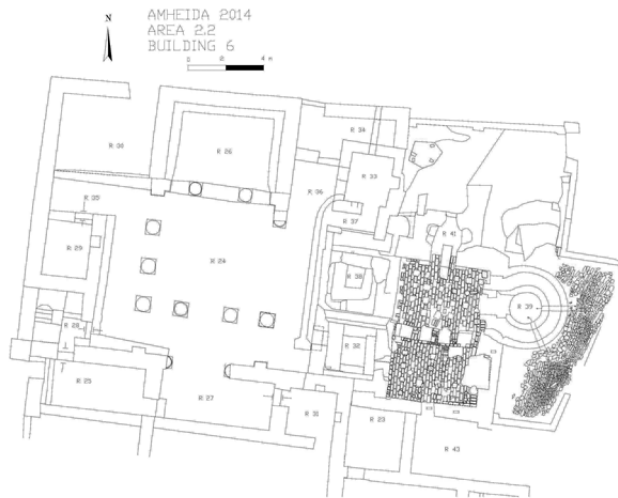 N
AMHEIDA 2014
AREA 2.2
BUILDING 6
0 2 4 m
R 34
R 26
R 33
R 36
R 35
R 37
R 41
R 24
R 29
R 38
R 39
R 28
R 32
R 25
R 27
R 31
R 23
R 43